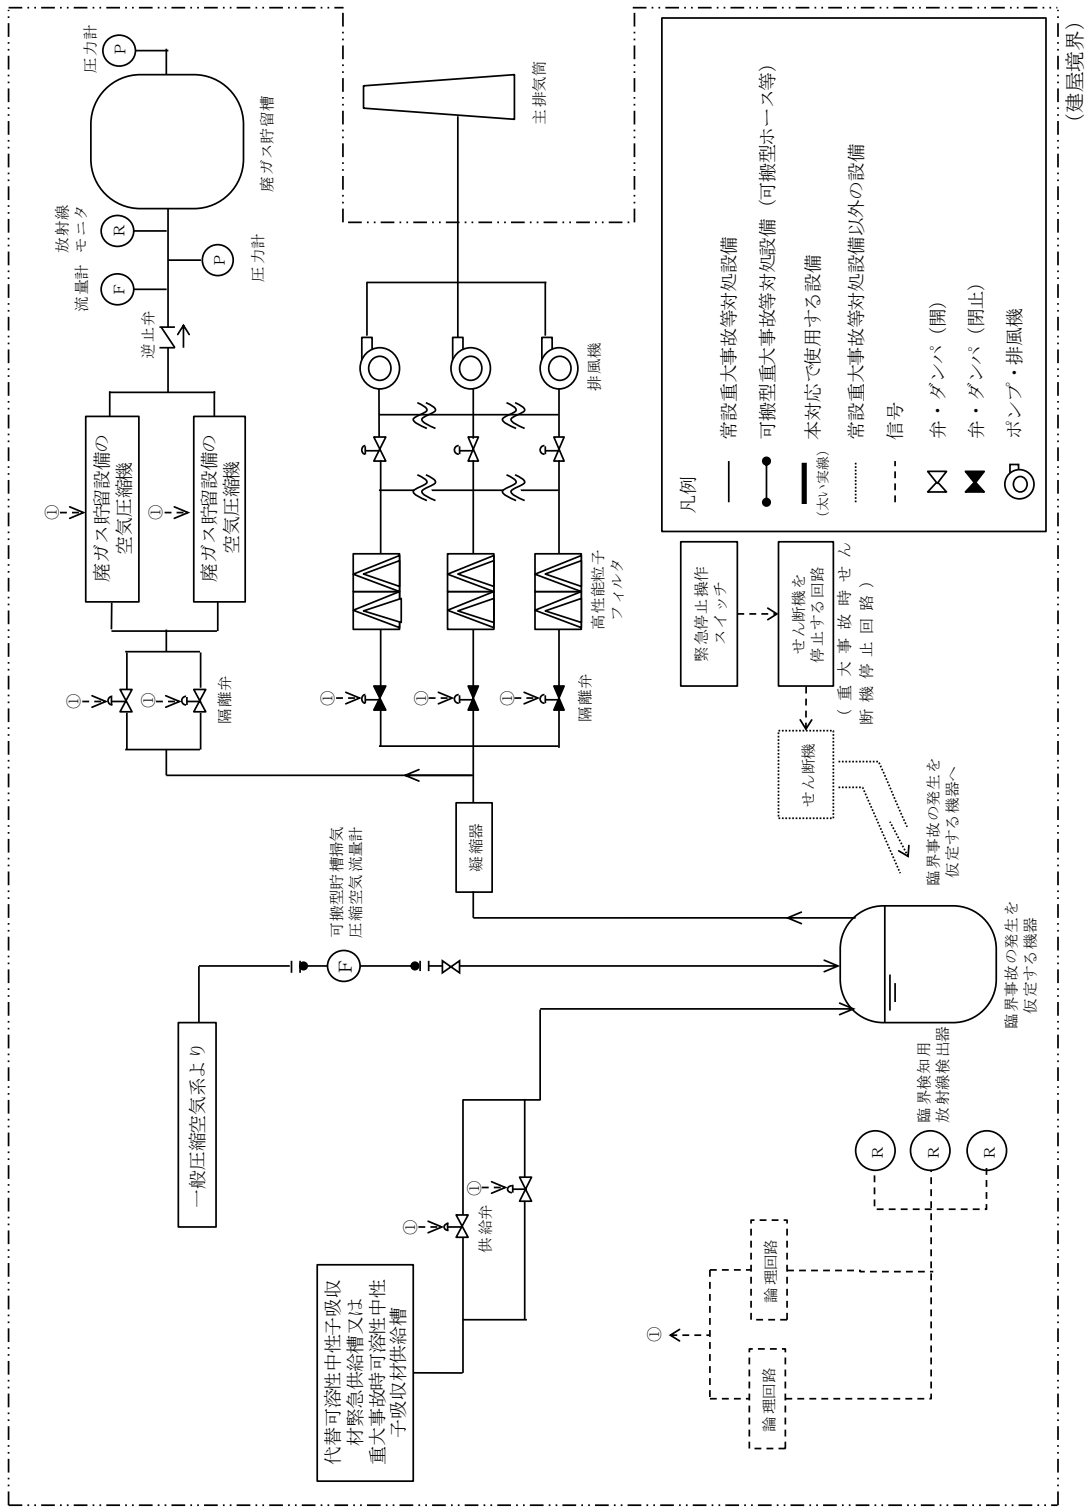 代替可溶性中性子吸収
材緊急供給槽又は
重大事故時可溶性中性
子吸収材供給槽
一般圧縮空気系より
①
①
供給弁
①
論理回路
論理回路
R
R
R
臨界検知用
放射線検出器
臨界事故の発生を
仮定する機器
F
可搬型貯槽掃気
圧縮空気流量計
凝縮器
①
①
隔離弁
廃ガス貯留設備の
空気圧縮機
①
廃ガス貯留設備の
空気圧縮機
①
逆止弁
F
流量計
R
放射線
モニタ
P
圧力計
廃ガス貯留槽
P
圧力計
①
①
①
隔離弁
高性能粒子
フィルタ
排風機
主排気筒
せん断機
臨界事故の発生を
仮定する機器へ
緊急停止操作
スイッチ
せん断機を
停止する回路
(重大事故時せん
断機停止回路)
凡例
常設重大事故等対処設備
可搬型重大事故等対処設備(可搬型ホース等)
本対応で使用する設備
(太い実線)
常設重大事故等対処設備以外の設備
信号
弁・ダンパ(開)
弁・ダンパ(閉止)
ポンプ・排風機
(建屋境界)